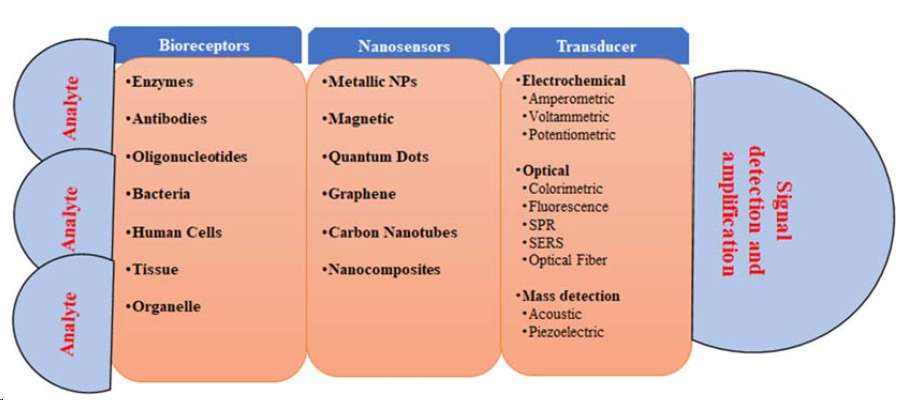 Analyte
Analyte
Analyte
Bioreceptors
•Enzymes
•Antibodies
•Oligonucleotides
•Bacteria
•Human Cells
•Tissue
•Organelle
Nanosensors
•Metallic NPs
•Magnetic
•Quantum Dots
•Graphene
•Carbon Nanotubes
•Nanocomposites
Transducer
•Electrochemical
•Amperometric
•Voltammetric
•Potentiometric
•Optical
•Colorimetric
•Fluorescence
•SPR
•SERS
•Optical Fiber
•Mass detection
•Acoustic
•Piezoelectric
Signal
detection and
amplification